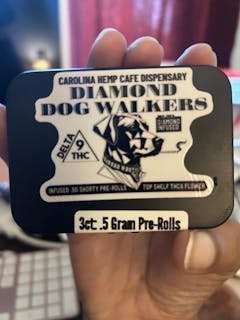 CAROLINA HEMP CAFE DISPENSARY
DIAMOND
DOG WALKERS
DIAMOND
INFUSED
DELTA
9
THC
INFUSED .5G SHORTY PRE-ROLLS
TOP SHELF THCA FLOWER
3ct: .5 Gram Pre-Rolls